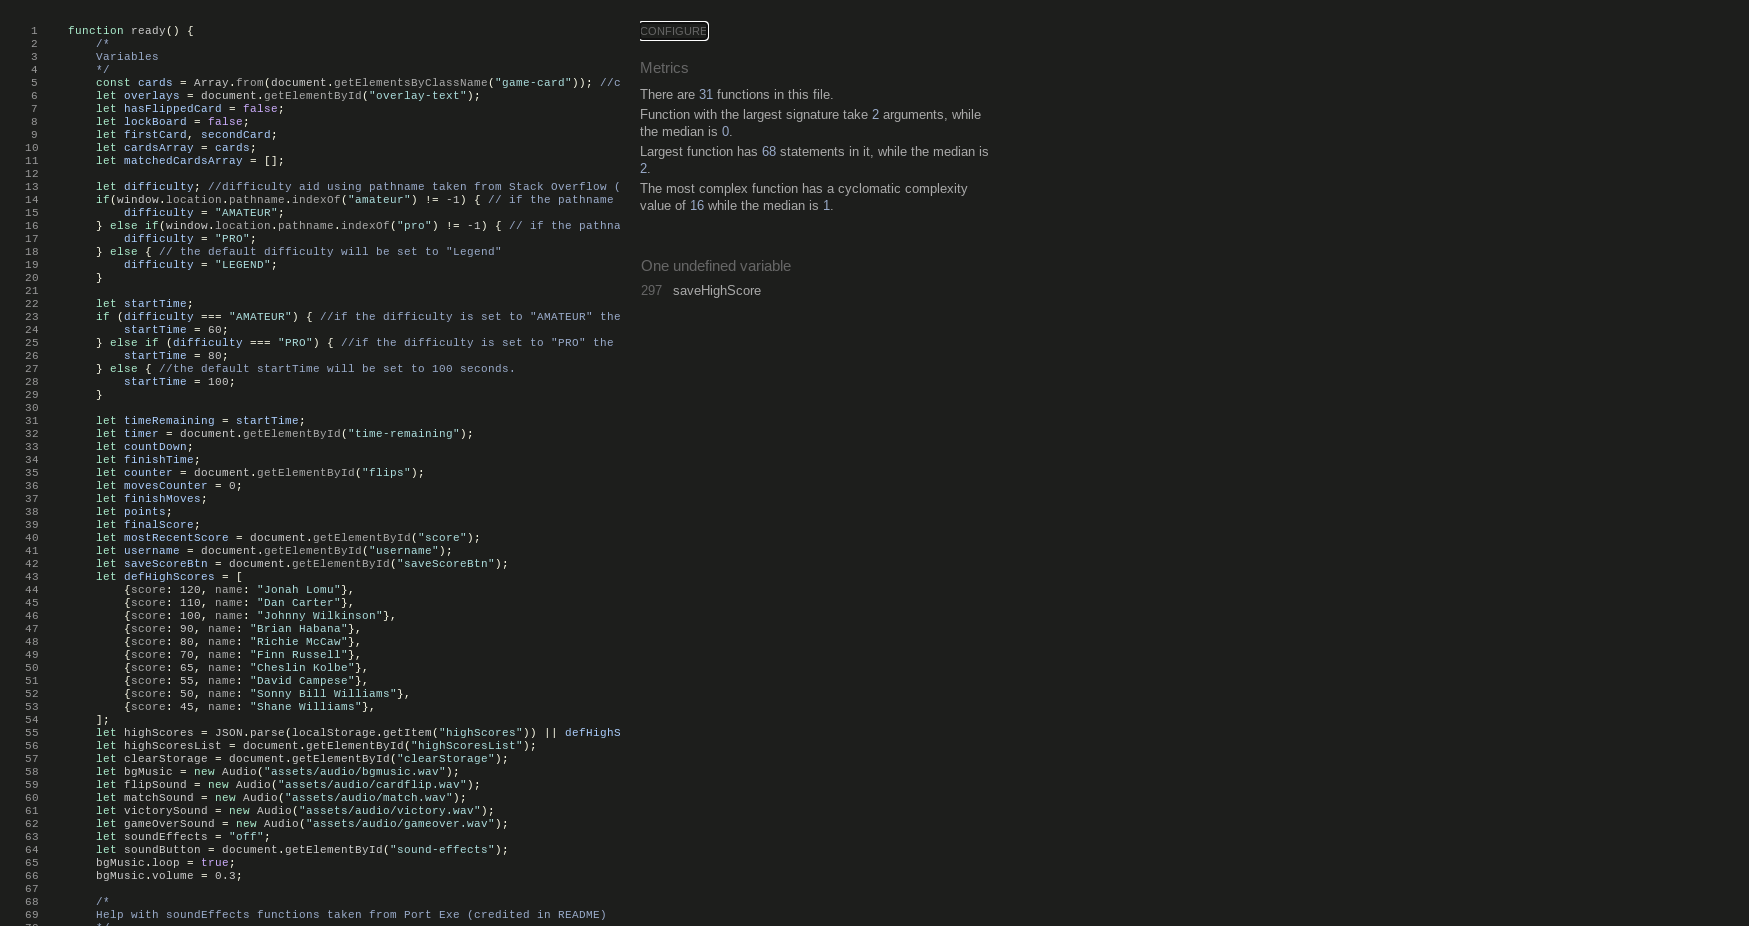 1 function ready() {
2 /*
3 Variables
4 */
5 const cards = Array.from(document.getElementsByClassName("game-card")); //c
6 let overlays = document.getElementById("overlay-text");
7 let hasFlippedCard = false;
8 let lockBoard = false;
9 let firstCard, secondCard;
10 let cardsArray = cards;
11 let matchedCardsArray = [];
12
13 let difficulty; //difficulty aid using pathname taken from Stack Overflow (
14 if(window.location.pathname.indexOf("amateur") != -1) { // if the pathname
15 difficulty = "AMATEUR";
16 } else if(window.location.pathname.indexOf("pro") != -1) { // if the pathna
17 difficulty = "PRO";
18 } else { // the default difficulty will be set to "Legend"
19 difficulty = "LEGEND";
20 }
21
22 let startTime;
23 if (difficulty === "AMATEUR") { //if the difficulty is set to "AMATEUR" the
24 startTime = 60;
25 } else if (difficulty === "PRO") { //if the difficulty is set to "PRO" the
26 startTime = 80;
27 } else { //the default startTime will be set to 100 seconds.
28 startTime = 100;
29 }
30
31 let timeRemaining = startTime;
32 let timer = document.getElementById("time-remaining");
33 let countDown;
34 let finishTime;
35 let counter = document.getElementById("flips");
36 let movesCounter = 0;
37 let finishMoves;
38 let points;
39 let finalScore;
40 let mostRecentScore = document.getElementById("score");
41 let username = document.getElementById("username");
42 let saveScoreBtn = document.getElementById("saveScoreBtn");
43 let defHighScores = [
44 {score: 120, name: "Jonah Lomu"},
45 {score: 110, name: "Dan Carter"},
46 {score: 100, name: "Johnny Wilkinson"},
47 {score: 90, name: "Brian Habana"},
48 {score: 80, name: "Richie McCaw"},
49 {score: 70, name: "Finn Russell"},
50 {score: 65, name: "Cheslin Kolbe"},
51 {score: 55, name: "David Campese"},
52 {score: 50, name: "Sonny Bill Williams"},
53 {score: 45, name: "Shane Williams"},
54 ];
55 let highScores = JSON.parse(localStorage.getItem("highScores")) || defHighS
56 let highScoresList = document.getElementById("highScoresList");
57 let clearStorage = document.getElementById("clearStorage");
58 let bgMusic = new Audio("assets/audio/bgmusic.wav");
59 let flipSound = new Audio("assets/audio/cardflip.wav");
60 let matchSound = new Audio("assets/audio/match.wav");
61 let victorySound = new Audio("assets/audio/victory.wav");
62 let gameOverSound = new Audio("assets/audio/gameover.wav");
63 let soundEffects = "off";
64 let soundButton = document.getElementById("sound-effects");
65 bgMusic.loop = true;
66 bgMusic.volume = 0.3;
67
68 /*
69 Help with soundEffects functions taken from Port Exe (credited in README)
CONFIGURE
Metrics
There are 31 functions in this file.
Function with the largest signature take 2 arguments, while
the median is 0.
Largest function has 68 statements in it, while the median is
2.
The most complex function has a cyclomatic complexity
value of 16 while the median is 1.
One undefined variable
297 saveHighScore